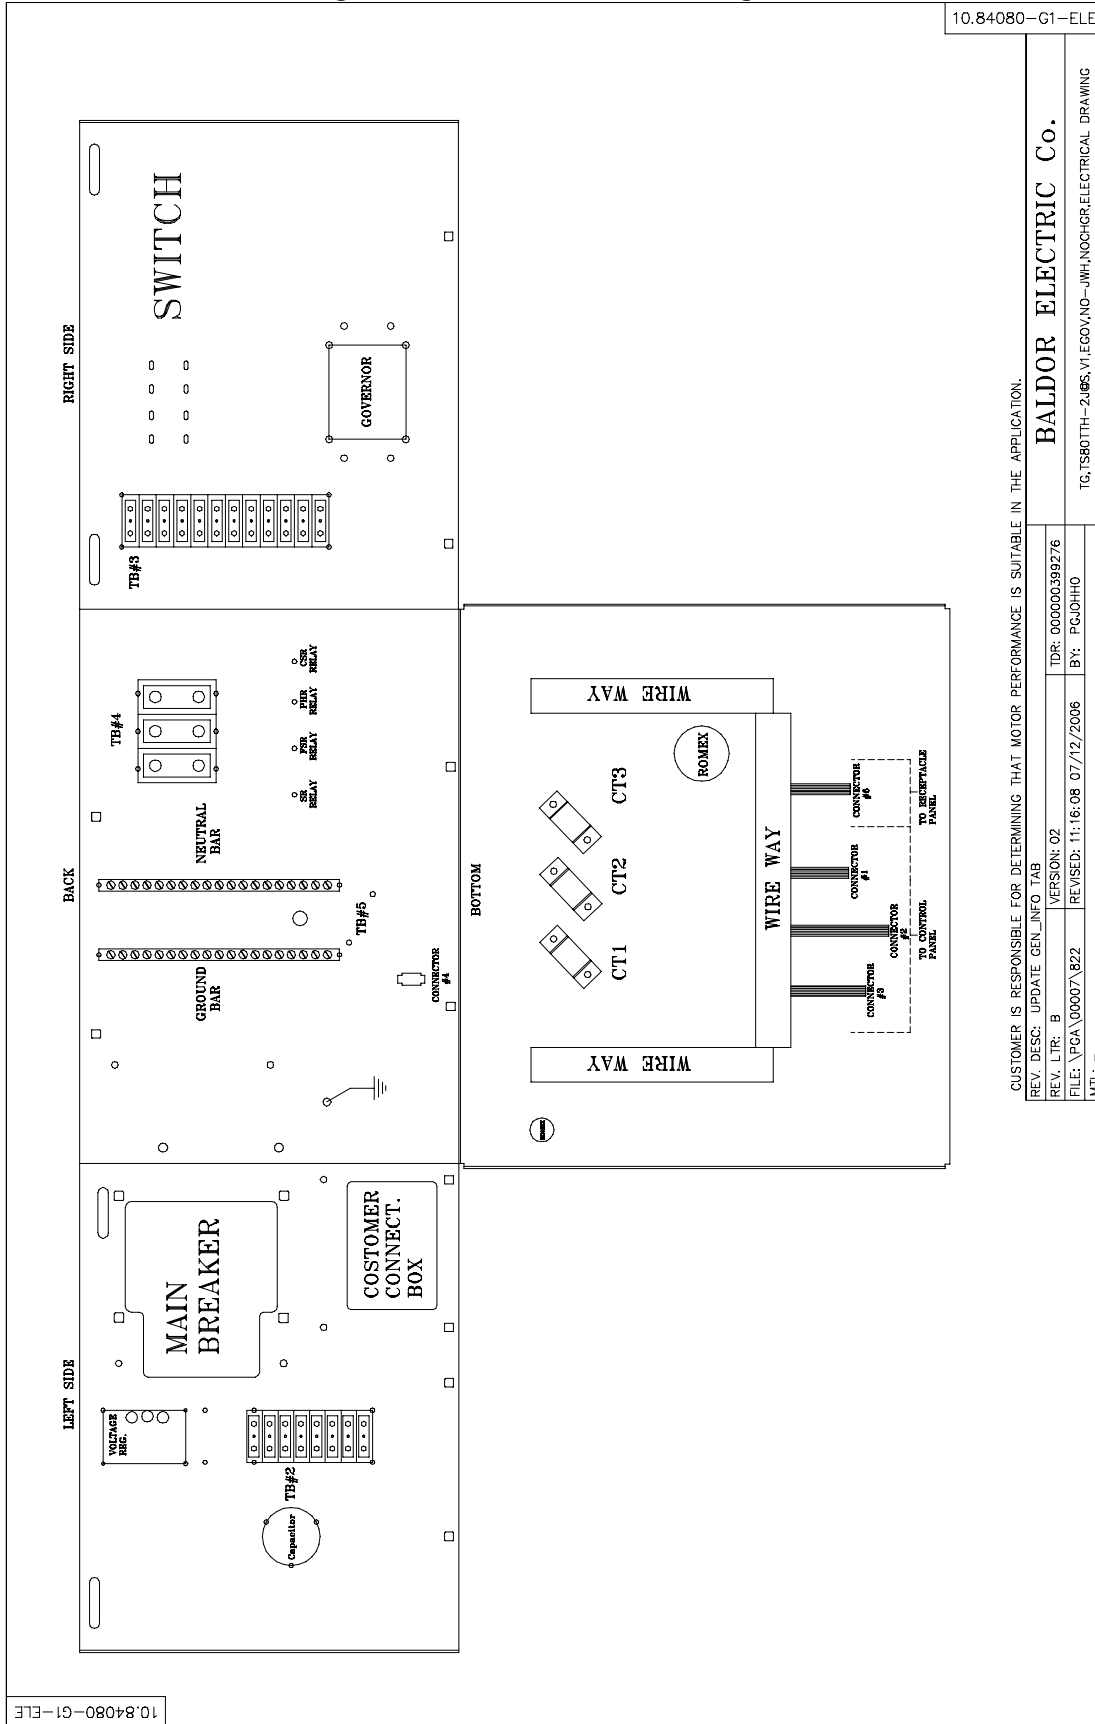 10.84080-G1-ELE
RIGHT SIDE
SWITCH
GOVERNOR
TB#3
BACK
TB#4
CSR
RELAY
PHR
RELAY
FSR
RELAY
SR
RELAY
NEUTRAL
BAR
TB#5
GROUND
BAR
CONNECTOR
#4
BOTTOM
WIRE WAY
ROMEX
CT3
CT2
CT1
WIRE WAY
WIRE WAY
ROMEX
CONNECTOR
#6
TO RECEPTACLE
PANEL
CONNECTOR
#1
CONNECTOR
#2
TO CONTROL
PANEL
CONNECTOR
#3
LEFT SIDE
MAIN
BREAKER
COSTOMER
CONNECT.
BOX
VOLTAGE
REG.
TB#2
Capacitor
CUSTOMER IS RESPONSIBLE FOR DETERMINING THAT MOTOR PERFORMANCE IS SUITABLE IN THE APPLICATION.
REV. DESC: UPDATE GEN_INFO TAB
REV. LTR: B
VERSION: 02
TDR: 000000399276
FILE: \PGA\00007\822
REVISED: 11:16:08 07/12/2006
BY: PGJOHHO
BALDOR ELECTRIC Co.
DRAWING
10.84080-G1-ELE